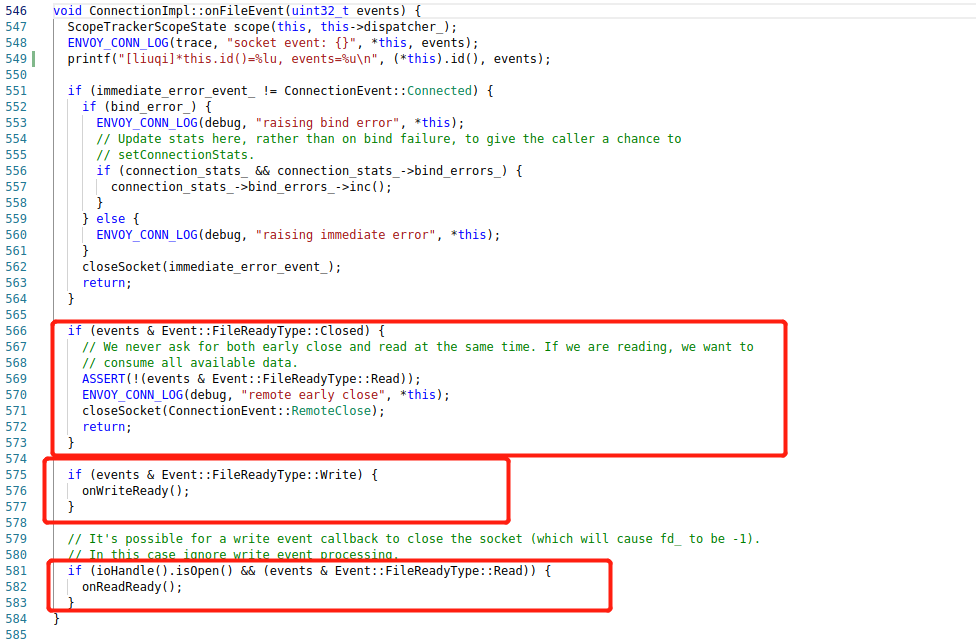 546 void ConnectionImpl::onFileEvent(uint32_t events) {
547   ScopeTrackerScopeState scope(this, this->dispatcher_);
548   ENVOY_CONN_LOG(trace, "socket event: {}", *this, events);
549   printf("[liuqi]*this.id()=%lu, events=%u\n", (*this).id(), events);
550
551   if (immediate_error_event_ != ConnectionEvent::Connected) {
552     if (bind_error_) {
553       ENVOY_CONN_LOG(debug, "raising bind error", *this);
554       // Update stats here, rather than on bind failure, to give the caller a chance to
555       // setConnectionStats.
556       if (connection_stats_ && connection_stats_->bind_errors_) {
557         connection_stats_->bind_errors_->inc();
558       }
559     } else {
560       ENVOY_CONN_LOG(debug, "raising immediate error", *this);
561     }
562     closeSocket(immediate_error_event_);
563     return;
564   }
565
566   if (events & Event::FileReadyType::Closed) {
567     // We never ask for both early close and read at the same time. If we are reading, we want to
568     // consume all available data.
569     ASSERT(!(events & Event::FileReadyType::Read));
570     ENVOY_CONN_LOG(debug, "remote early close", *this);
571     closeSocket(ConnectionEvent::RemoteClose);
572     return;
573   }
574
575   if (events & Event::FileReadyType::Write) {
576     onWriteReady();
577   }
578
579   // It's possible for a write event callback to close the socket (which will cause fd_ to be -1).
580   // In this case ignore write event processing.
581   if (ioHandle().isOpen() && (events & Event::FileReadyType::Read)) {
582     onReadReady();
583   }
584 }
585